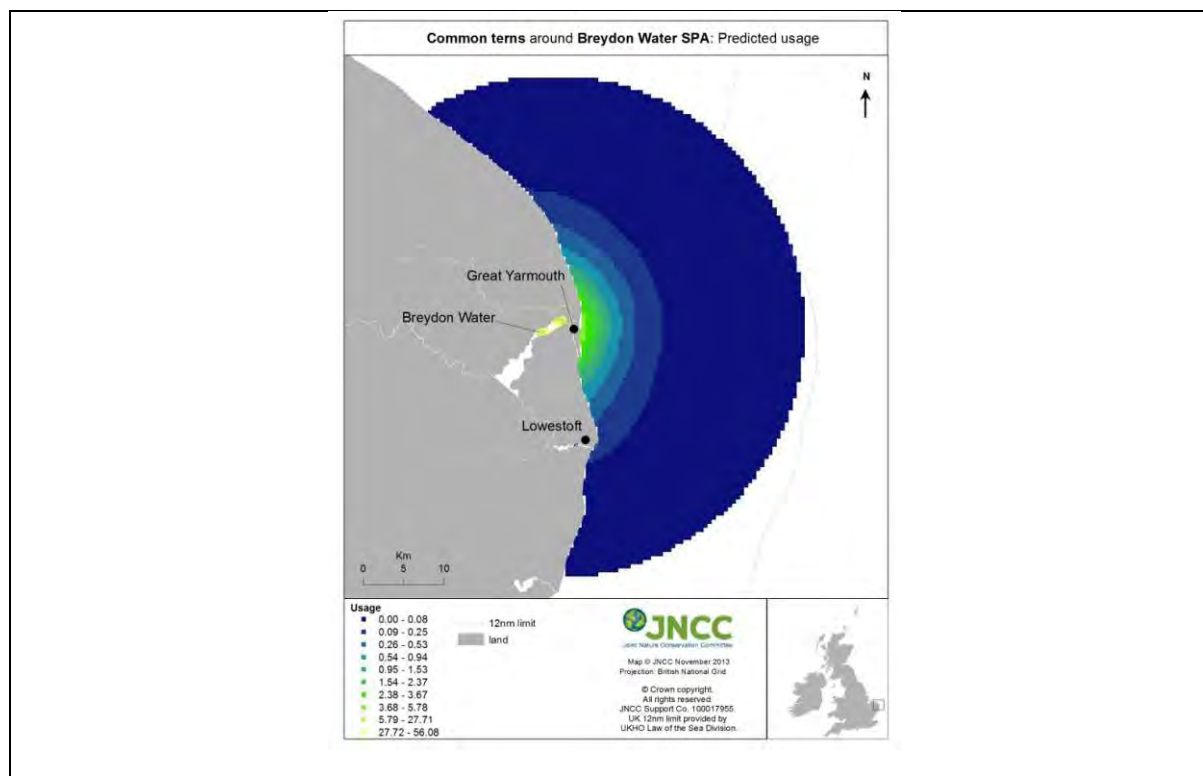 Common terns around Breydon Water SPA: Predicted usage
N
Great Yarmouth
Breydon Water
Lowestoft
Km
0 5 10
Usage
0.00 - 0.08
0.09 - 0.25
0.26 - 0.53
0.54 - 0.94
0.95 - 1.53
1.54 - 2.37
2.38 - 3.67
3.68 - 5.78
5.79 - 27.71
27.72 - 56.08
12nm limit
land
JNCC
Joint Nature Conservation Committee
Map © JNCC November 2013
Projection: British National Grid
© Crown copyright.
All rights reserved
JNCC Support Co. 100017955.
UK 12nm limit provided by
UKHO Law of the Sea Division.